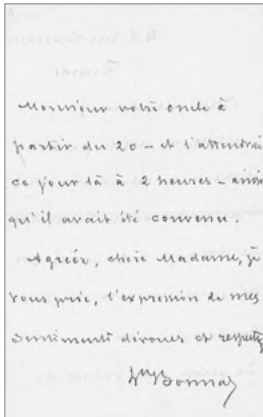 Monsieur votre oncle à
partir du 20 – et l'attendrai
ce jour là à 2 heures – ainsi
qu'il avait été convenu.
Agréez, chère Madame, je
vous prie, l'expression de mes
sentiments dévoués et respectu
Bonnat